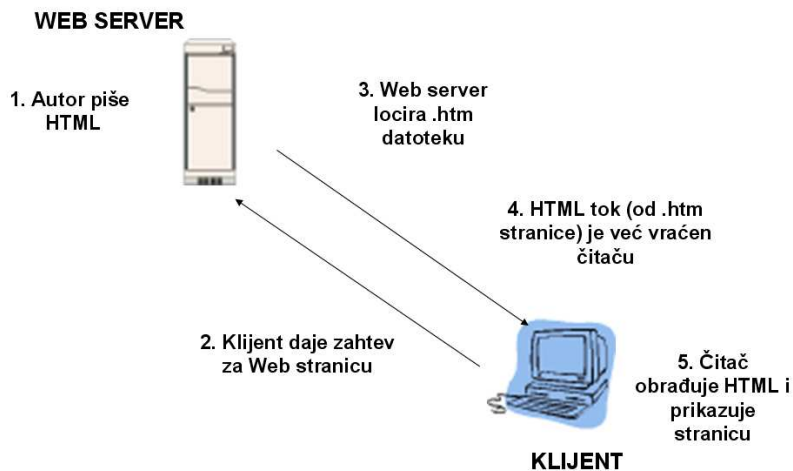 WEB SERVER
1. Autor piše
HTML
3. Web server
locira .htm
datoteku
4. HTML tok (od .htm
stranice) je već vraćen
čitaču
2. Klijent daje zahtev
za Web stranicu
5. Čitač
obrađuje HTML i
prikazuje
stranicu
KLIJENT